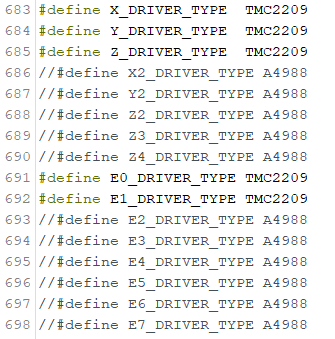 683 #define X_DRIVER_TYPE  TMC2209
684 #define Y_DRIVER_TYPE  TMC2209
685 #define Z_DRIVER_TYPE  TMC2209
686 //#define X2_DRIVER_TYPE A4988
687 //#define Y2_DRIVER_TYPE A4988
688 //#define Z2_DRIVER_TYPE A4988
689 //#define Z3_DRIVER_TYPE A4988
690 //#define Z4_DRIVER_TYPE A4988
691 #define E0_DRIVER_TYPE TMC2209
692 #define E1_DRIVER_TYPE TMC2209
693 //#define E2_DRIVER_TYPE A4988
694 //#define E3_DRIVER_TYPE A4988
695 //#define E4_DRIVER_TYPE A4988
696 //#define E5_DRIVER_TYPE A4988
697 //#define E6_DRIVER_TYPE A4988
698 //#define E7_DRIVER_TYPE A4988